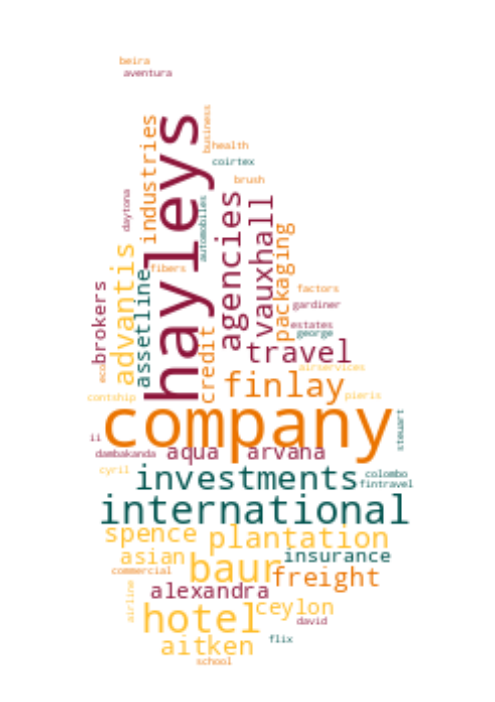 beira
aventura
hayleys
industries
business
health
coirtex
brush
daytona
automobiles
agencies
vauxhall
packaging
advantis
assetline
fibers
brokers
factors
gardiner
estates
george
credit
travel
eco
airservices
finlay
contship
pieris
company
stewart
ii
dambakanda
aqua
arvana
cyril
investments
colombo
fintravel
international
spence
plantation
asian
insurance
baur
commercial
freight
alexandra
airline
ceylon
hotel
david
flix
aitken
school